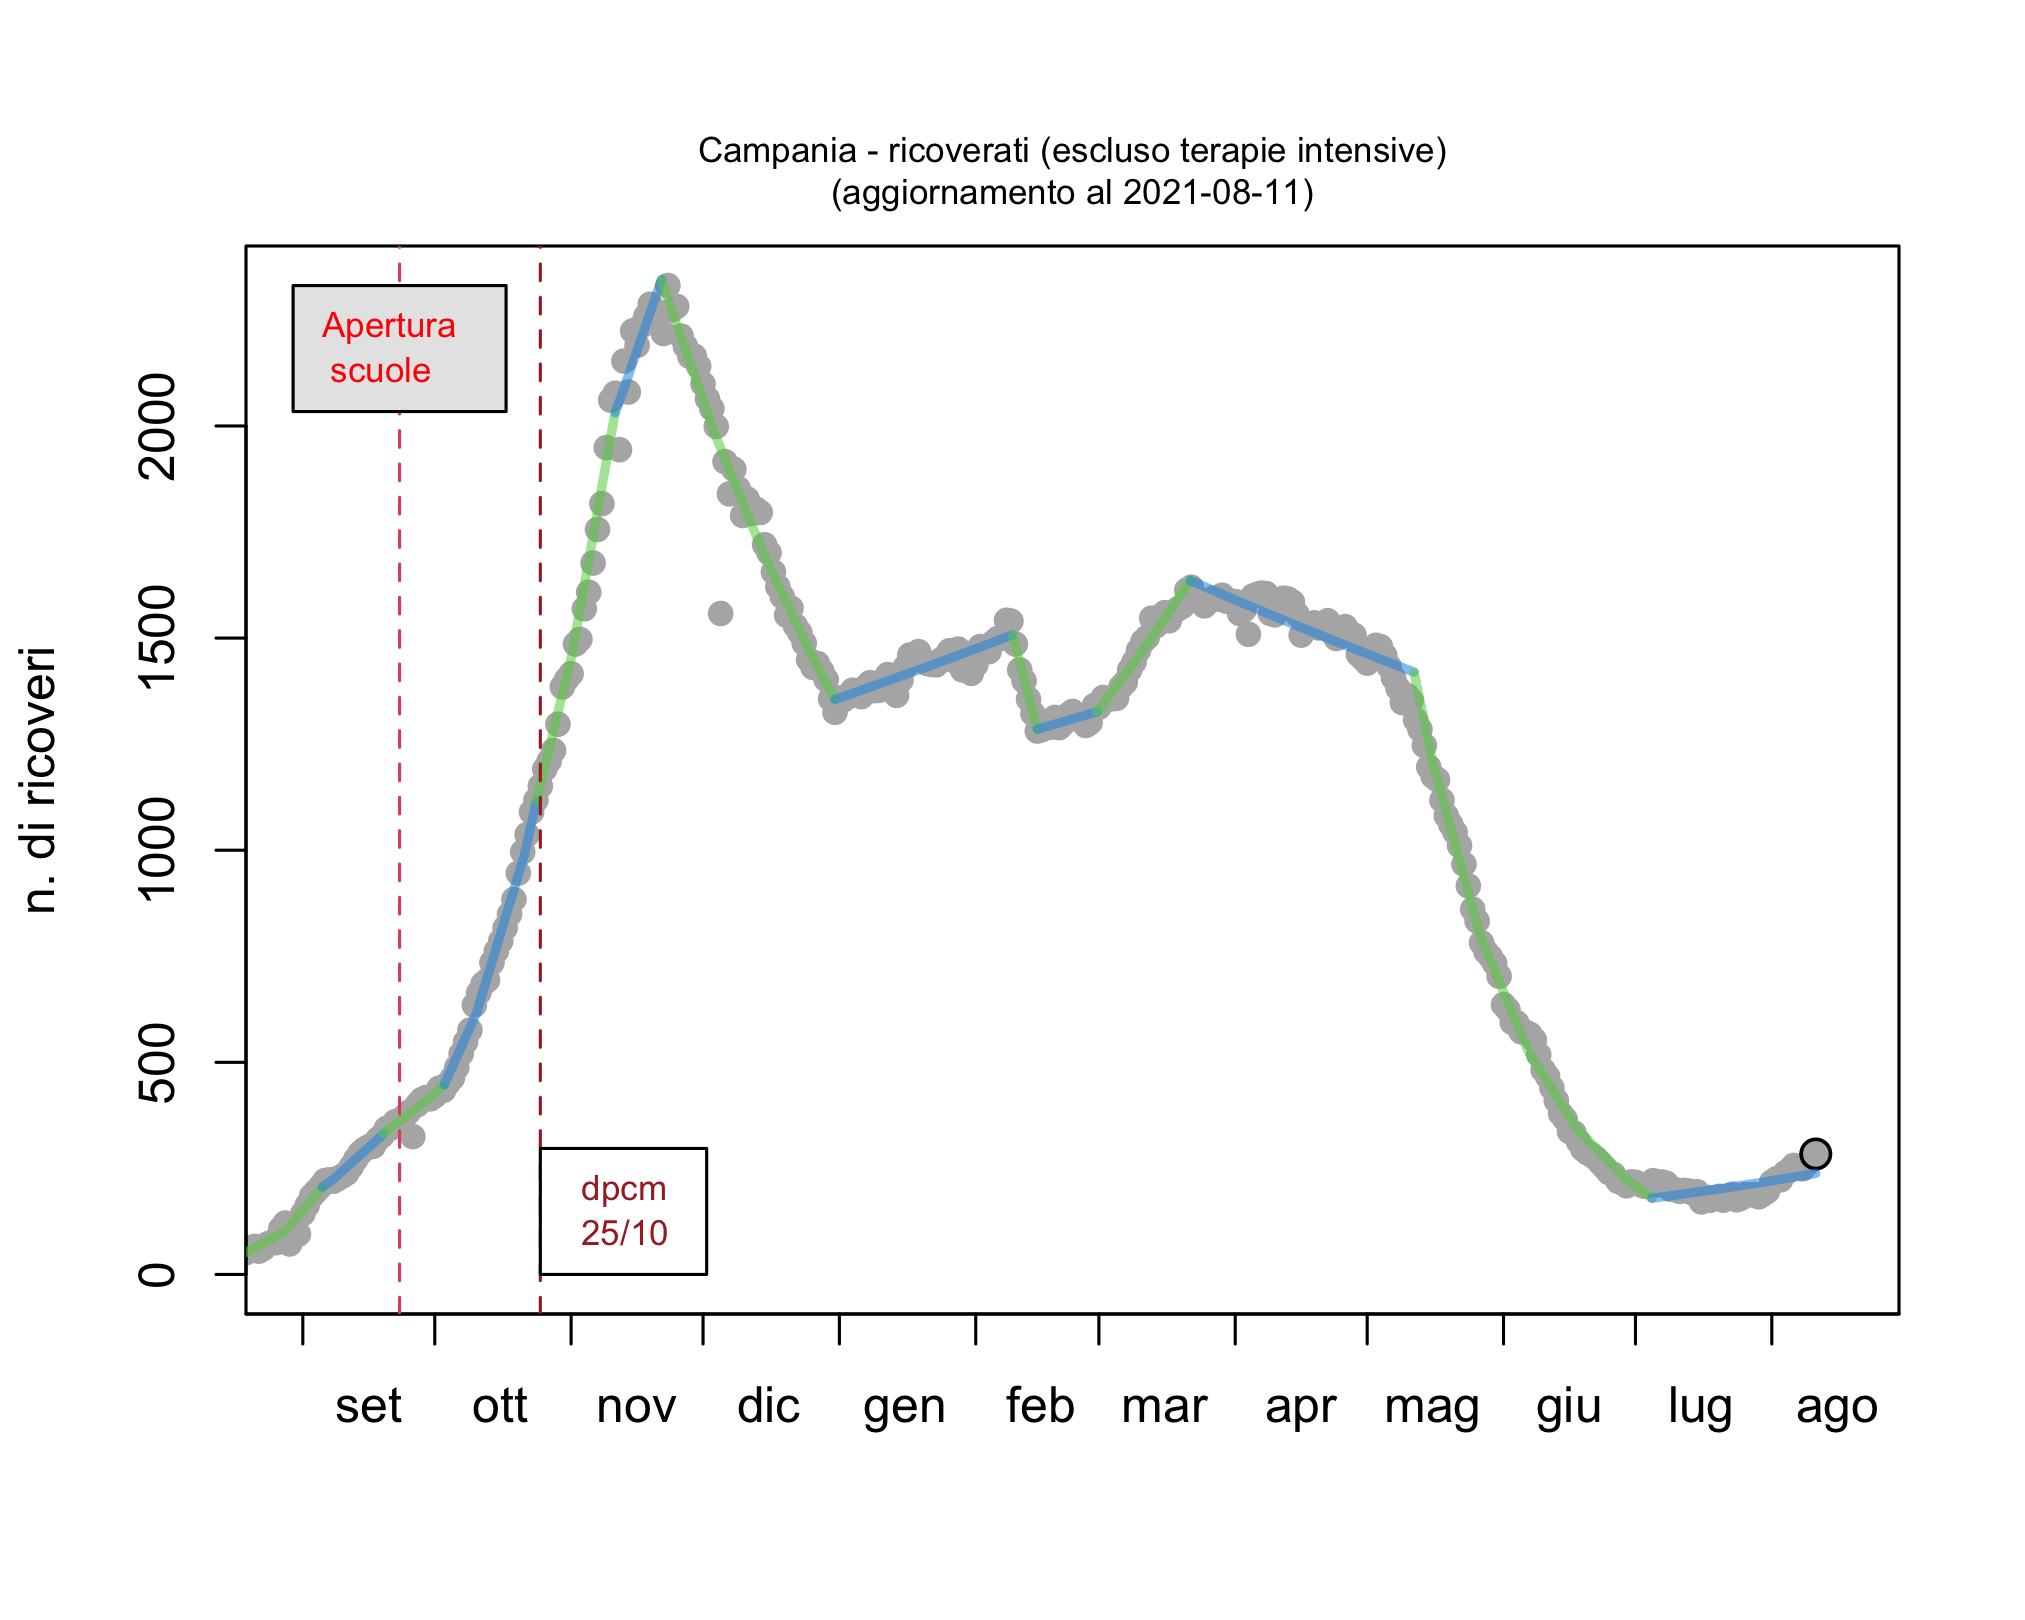 Campania - ricoverati (escluso terapie intensive)
(aggiornamento al 2021-08-11)
Apertura
scuole
dpcm
25/10
n. di ricoveri
2000
1500
1000
500
0
set ott nov dic gen feb mar apr mag giu lug ago